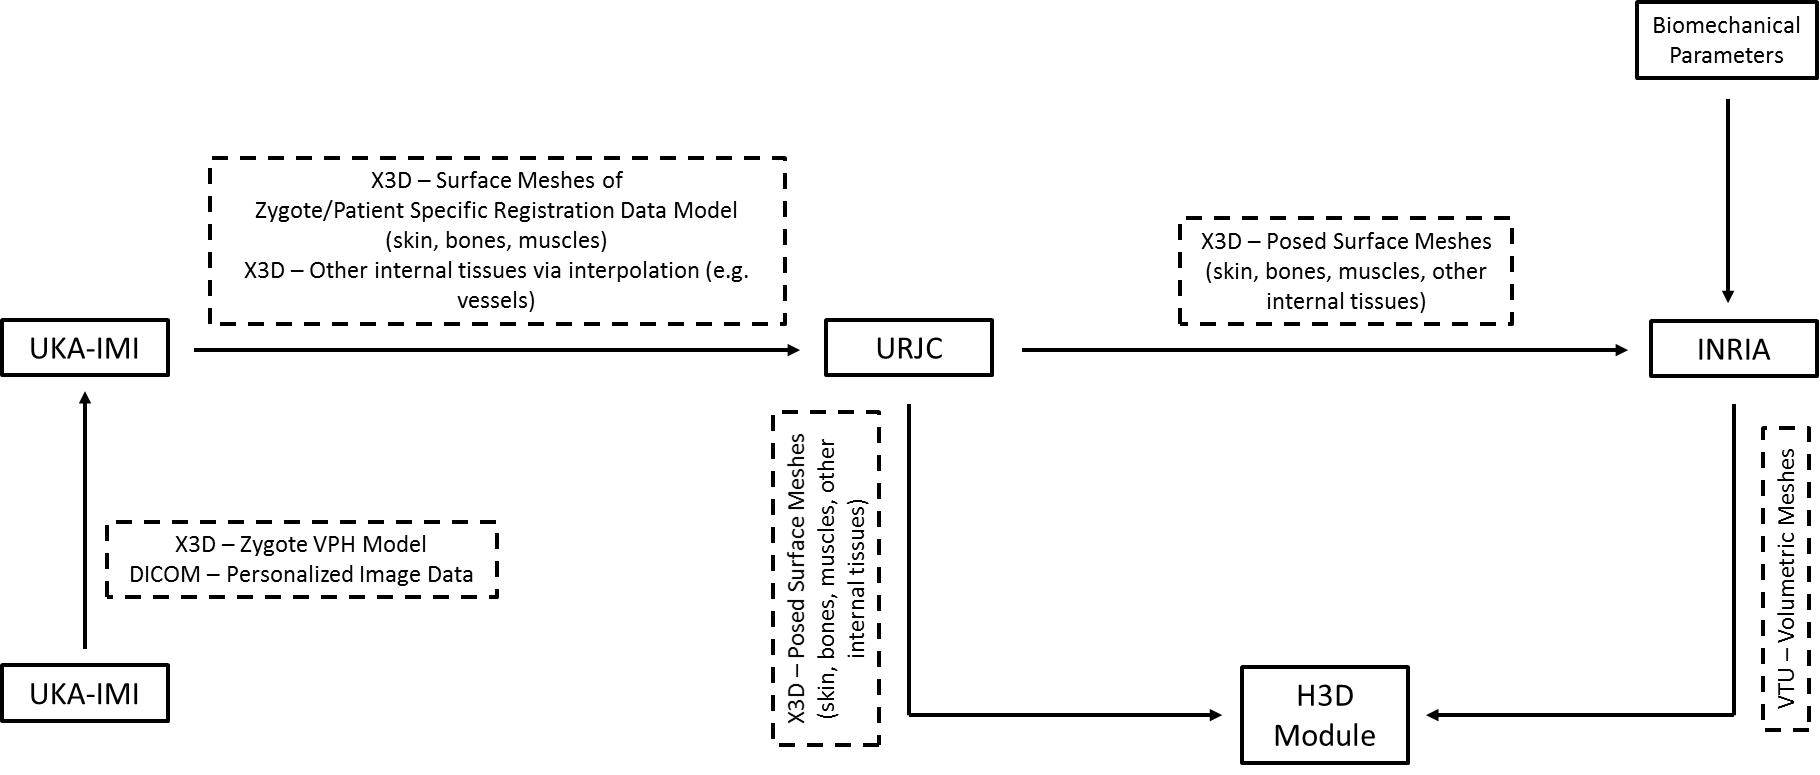 Biomechanical
Parameters
X3D – Surface Meshes of
Zygote/Patient Specific Registration Data Model
(skin, bones, muscles)
X3D – Other internal tissues via interpolation (e.g.
vessels)
X3D – Posed Surface Meshes
(skin, bones, muscles, other
internal tissues)
UKA-IMI
URJC
INRIA
X3D – Zygote VPH Model
DICOM – Personalized Image Data
X3D – Posed Surface Meshes
(skin, bones, muscles, other
internal tissues)
VTU – Volumetric Meshes
UKA-IMI
H3D
Module